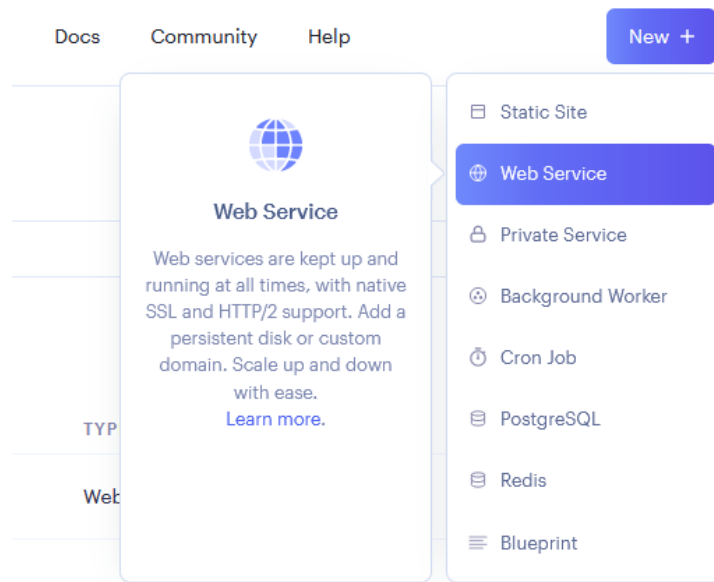 Docs Community Help New +
Web Service
Web services are kept up and
running at all times, with native
SSL and HTTP/2 support. Add a
persistent disk or custom
domain. Scale up and down
with ease.
Learn more.
Static Site
Web Service
Private Service
Background Worker
Cron Job
PostgreSQL
Redis
Blueprint
TYP
Web